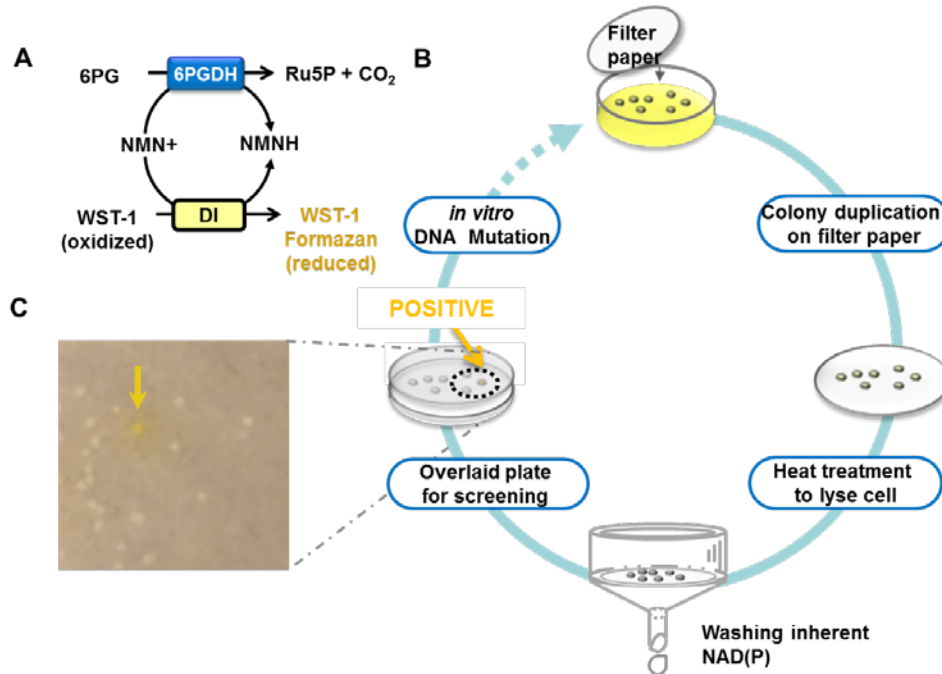 A
6PG
6PGDH
Ru5P + CO₂
NMN+
NMNH
WST-1
(oxidized)
DI
WST-1
Formazan
(reduced)
B
Filter
paper
Colony duplication
on filter paper
Heat treatment
to lyse cell
Washing inherent
NAD(P)
Overlaid plate
for screening
POSITIVE
in vitro
DNA Mutation
C